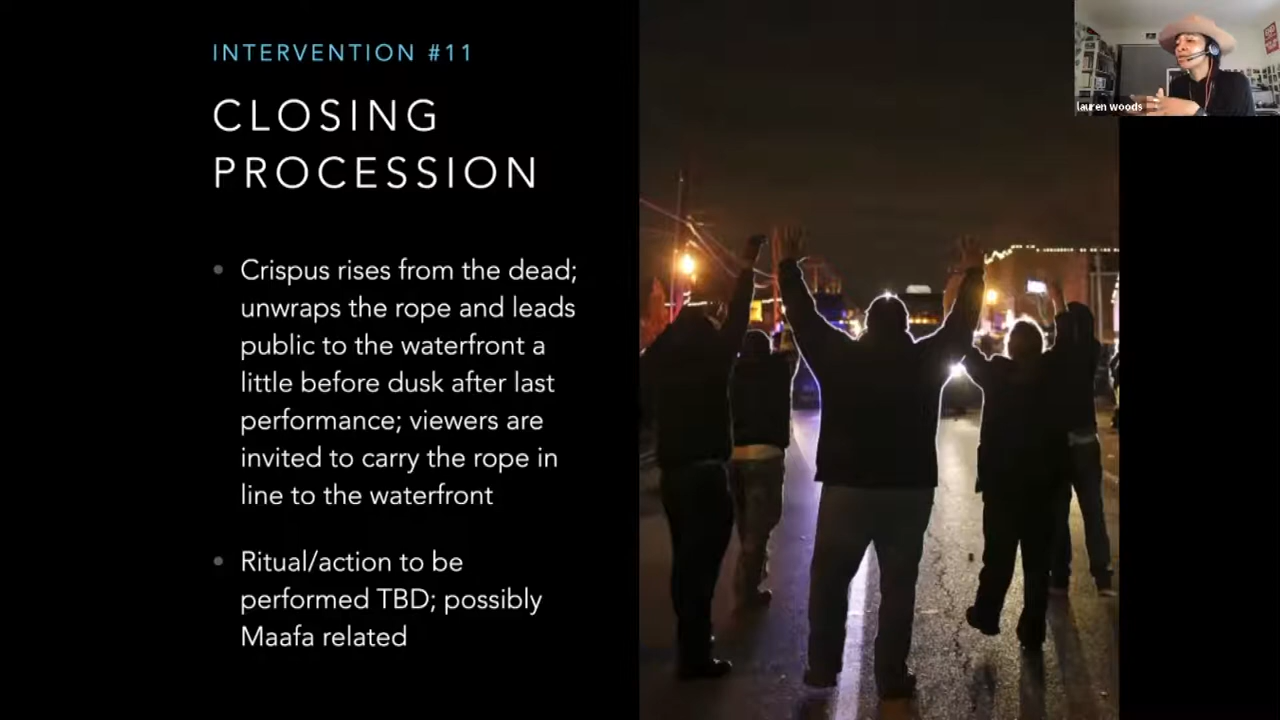 INTERVENTION #11
CLOSING
PROCESSION
Crispus rises from the dead;
unwraps the rope and leads
public to the waterfront a
little before dusk after last
performance; viewers are
invited to carry the rope in
line to the waterfront
Ritual/action to be
performed TBD; possibly
Maafa related
lauren woods